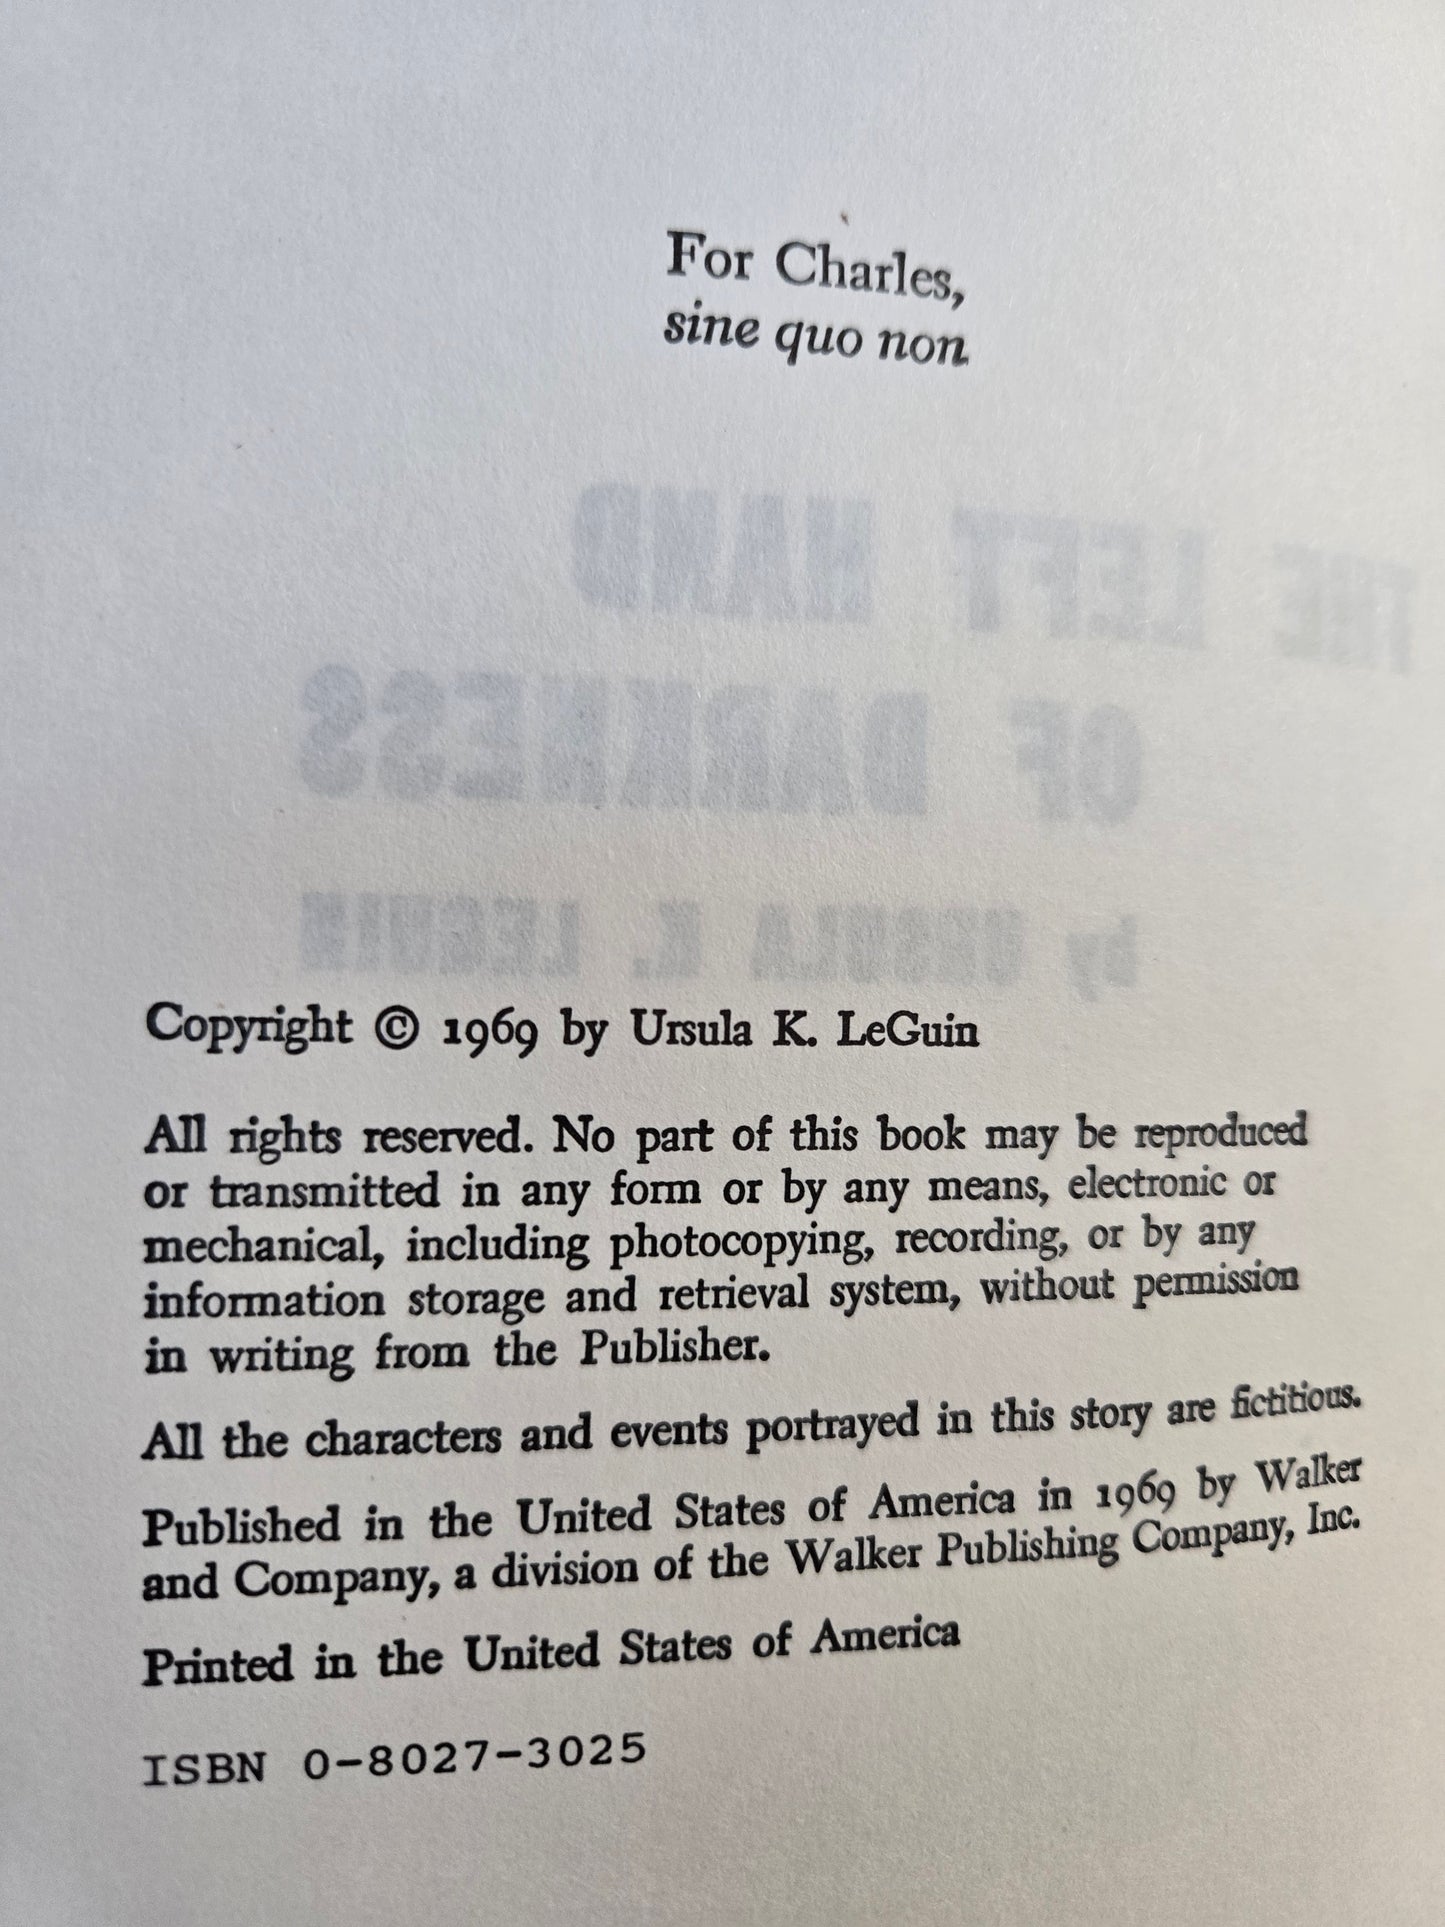 For Charles,
sine quo non
THE LEFT HAND
OF DARKNESS
by URSULA K. LEGUIN
Copyright © 1969 by Ursula K. LeGuin
All rights reserved. No part of this book may be reproduced
or transmitted in any form or by any means, electronic or
mechanical, including photocopying, recording, or by any
information storage and retrieval system, without permission
in writing from the Publisher.
All the characters and events portrayed in this story are fictitious.
Published in the United States of America in 1969 by Walker
and Company, a division of the Walker Publishing Company, Inc.
Printed in the United States of America
ISBN 0-8027-3025